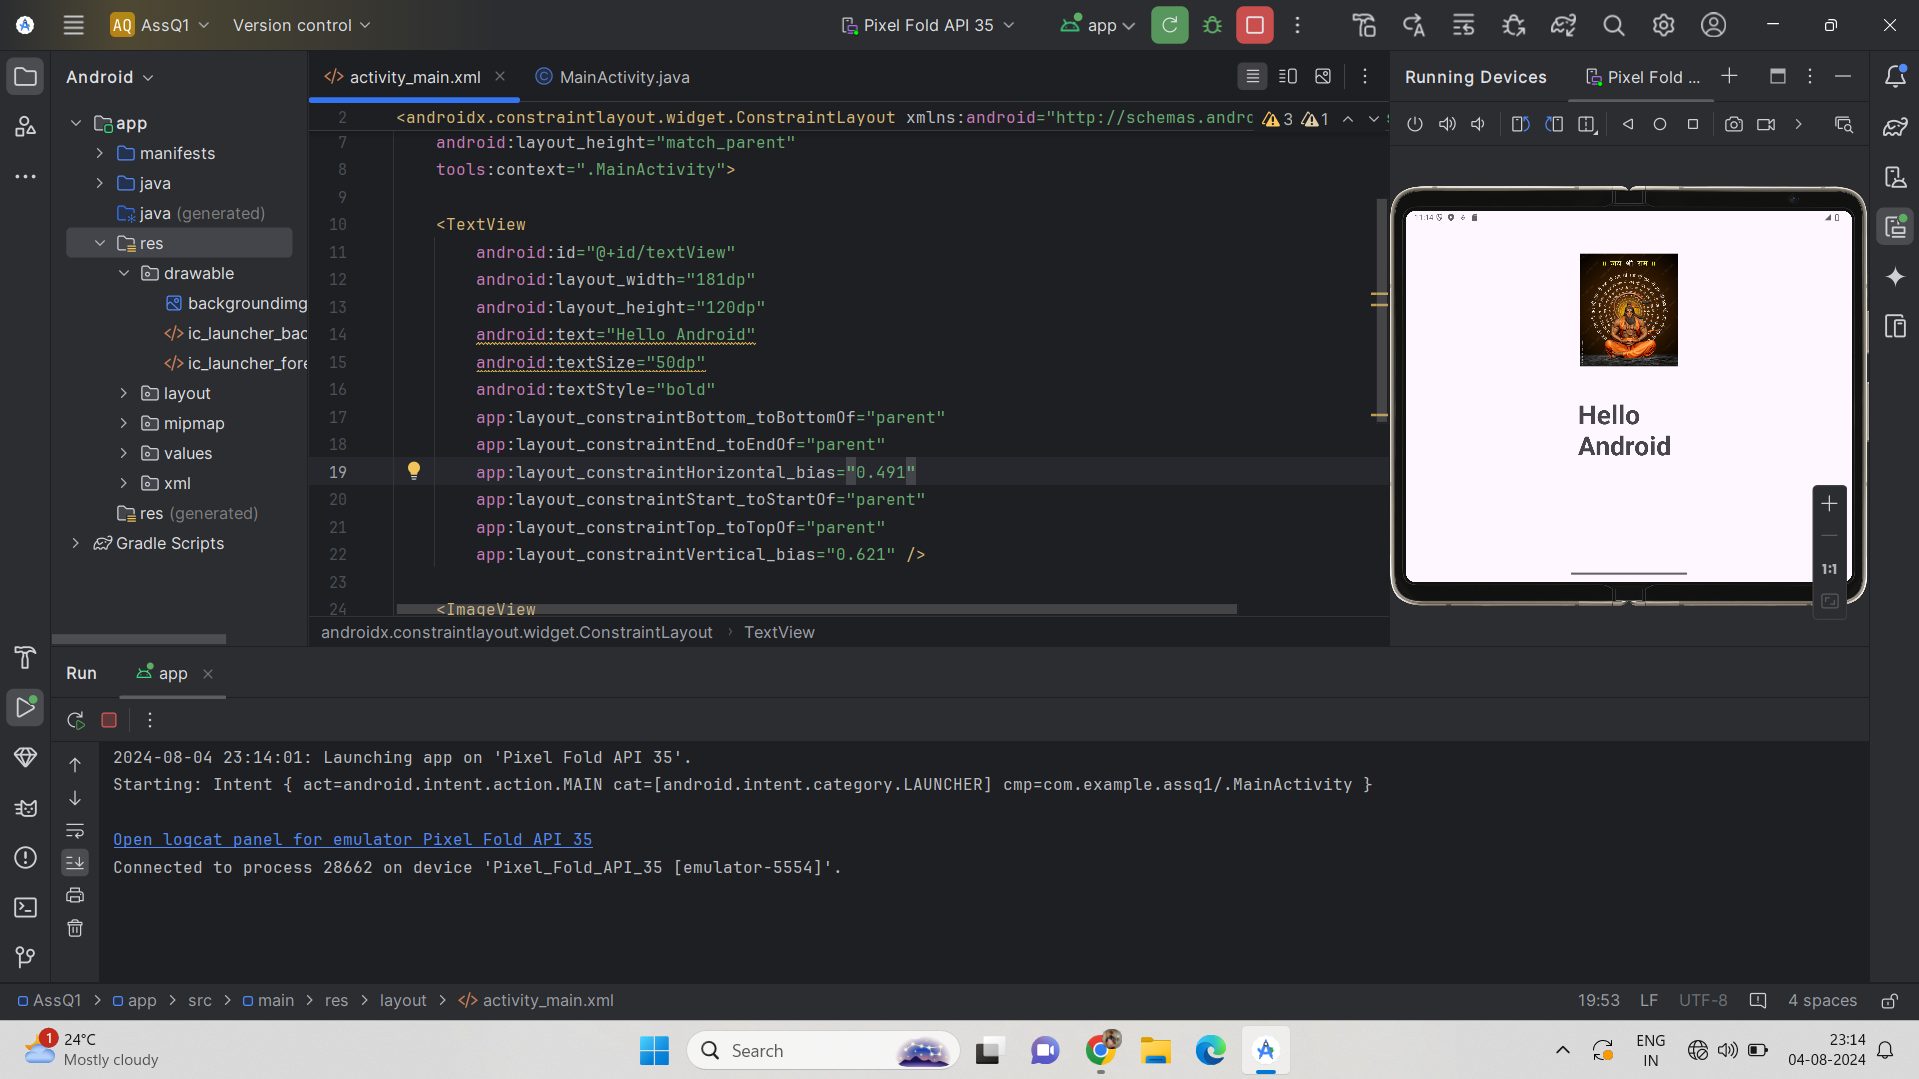 AQ AssQ1 Version control Pixel Fold API 35 app
Android
app
manifests
java
java (generated)
res
drawable
backgroundimg
ic_launcher_bac
ic_launcher_fore
layout
mipmap
values
xml
res (generated)
Gradle Scripts
activity_main.xml MainActivity.java
2 <androidx.constraintlayout.widget.ConstraintLayout xmlns:android="http://schemas.andro 3 1
7 android:layout_height="match_parent"
8 tools:context=".MainActivity">
9
10 <TextView
11 android:id="@+id/textView"
12 android:layout_width="181dp"
13 android:layout_height="120dp"
14 android:text="Hello Android"
15 android:textSize="50dp"
16 android:textStyle="bold"
17 app:layout_constraintBottom_toBottomOf="parent"
18 app:layout_constraintEnd_toEndOf="parent"
19 app:layout_constraintHorizontal_bias="0.491"
20 app:layout_constraintStart_toStartOf="parent"
21 app:layout_constraintTop_toTopOf="parent"
22 app:layout_constraintVertical_bias="0.621" />
23
24 <ImageView
androidx.constraintlayout.widget.ConstraintLayout › TextView
Running Devices Pixel Fold ...
11:14
॥ जय श्री राम ॥
Hello
Android
1:1
Run app
2024-08-04 23:14:01: Launching app on 'Pixel Fold API 35'.
Starting: Intent { act=android.intent.action.MAIN cat=[android.intent.category.LAUNCHER] cmp=com.example.assq1/.MainActivity }
Open logcat panel for emulator Pixel Fold API 35
Connected to process 28662 on device 'Pixel_Fold_API_35 [emulator-5554]'.
AssQ1 > app > src > main > res > layout > activity_main.xml 19:53 LF UTF-8 4 spaces
1 24°C
Mostly cloudy
Search
ENG
IN
23:14
04-08-2024